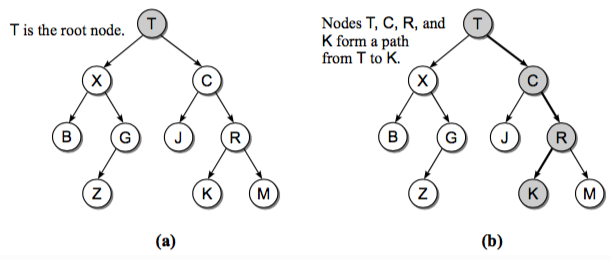 T is the root node.
T
X
C
B
G
J
R
Z
K
M
(a)
Nodes T, C, R, and
K form a path
from T to K.
T
X
C
B
G
J
R
Z
K
M
(b)